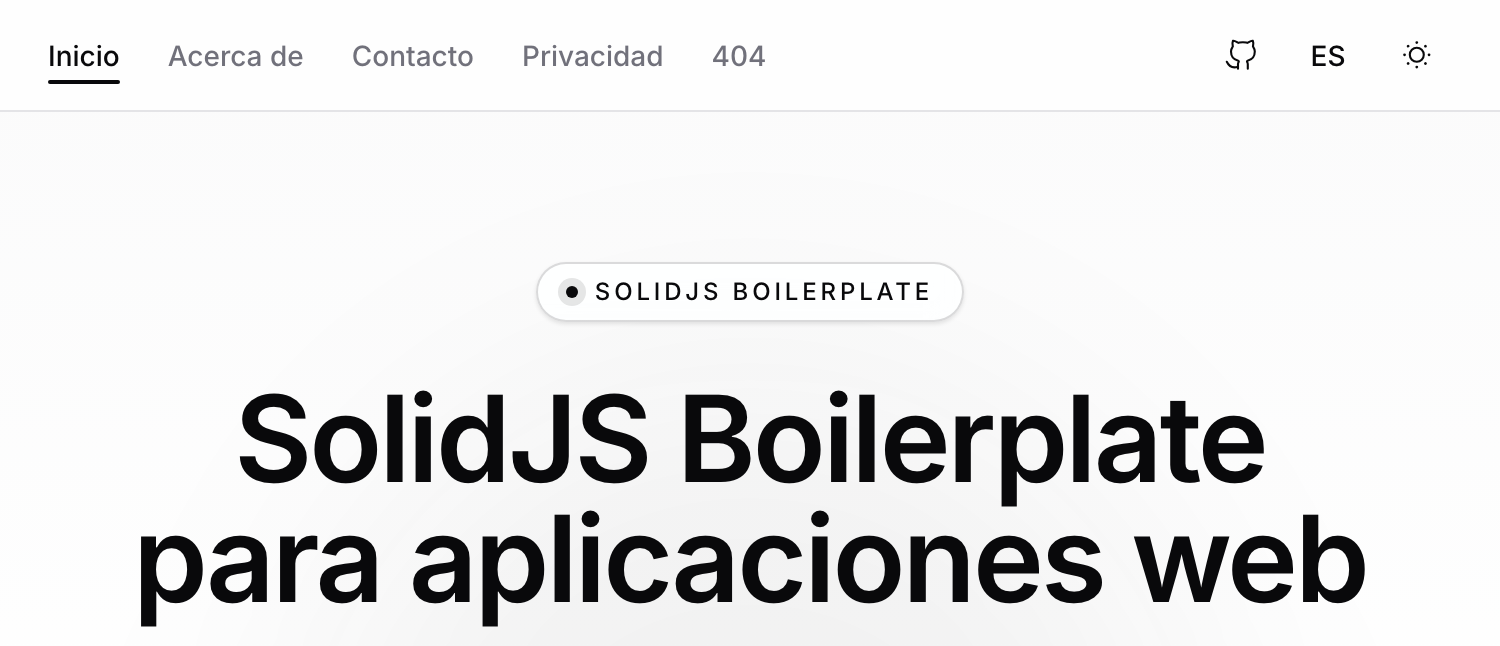 Inicio Acerca de Contacto Privacidad 404 ES
SOLIDJS BOILERPLATE
SolidJS Boilerplate
para aplicaciones web